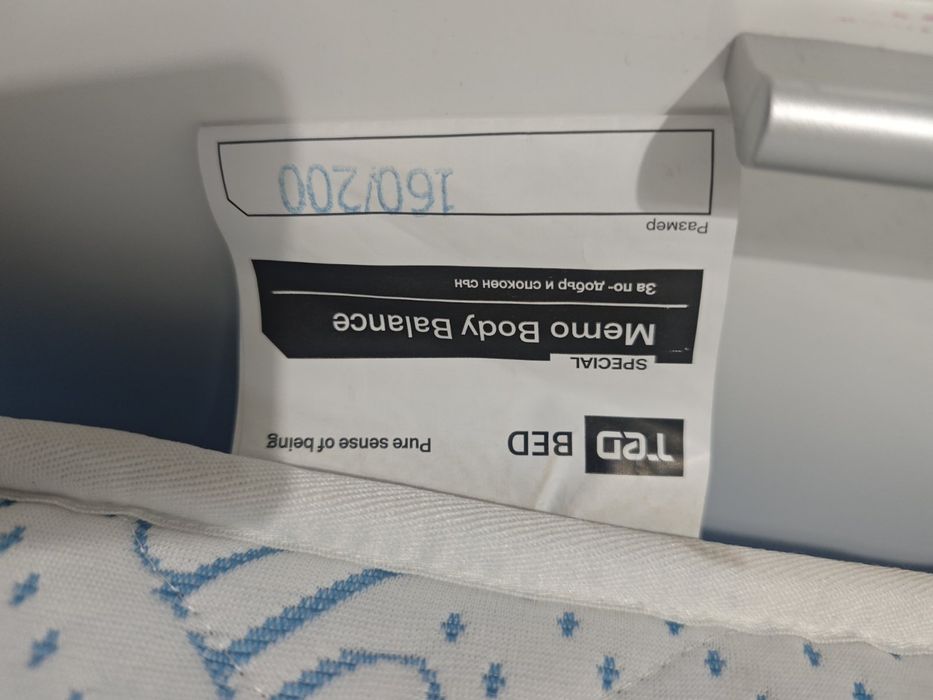 TED BED Pure sense of being
SPECIAL
Memo Body Balance
За по- добър и спокоен сън
Размер
160/200